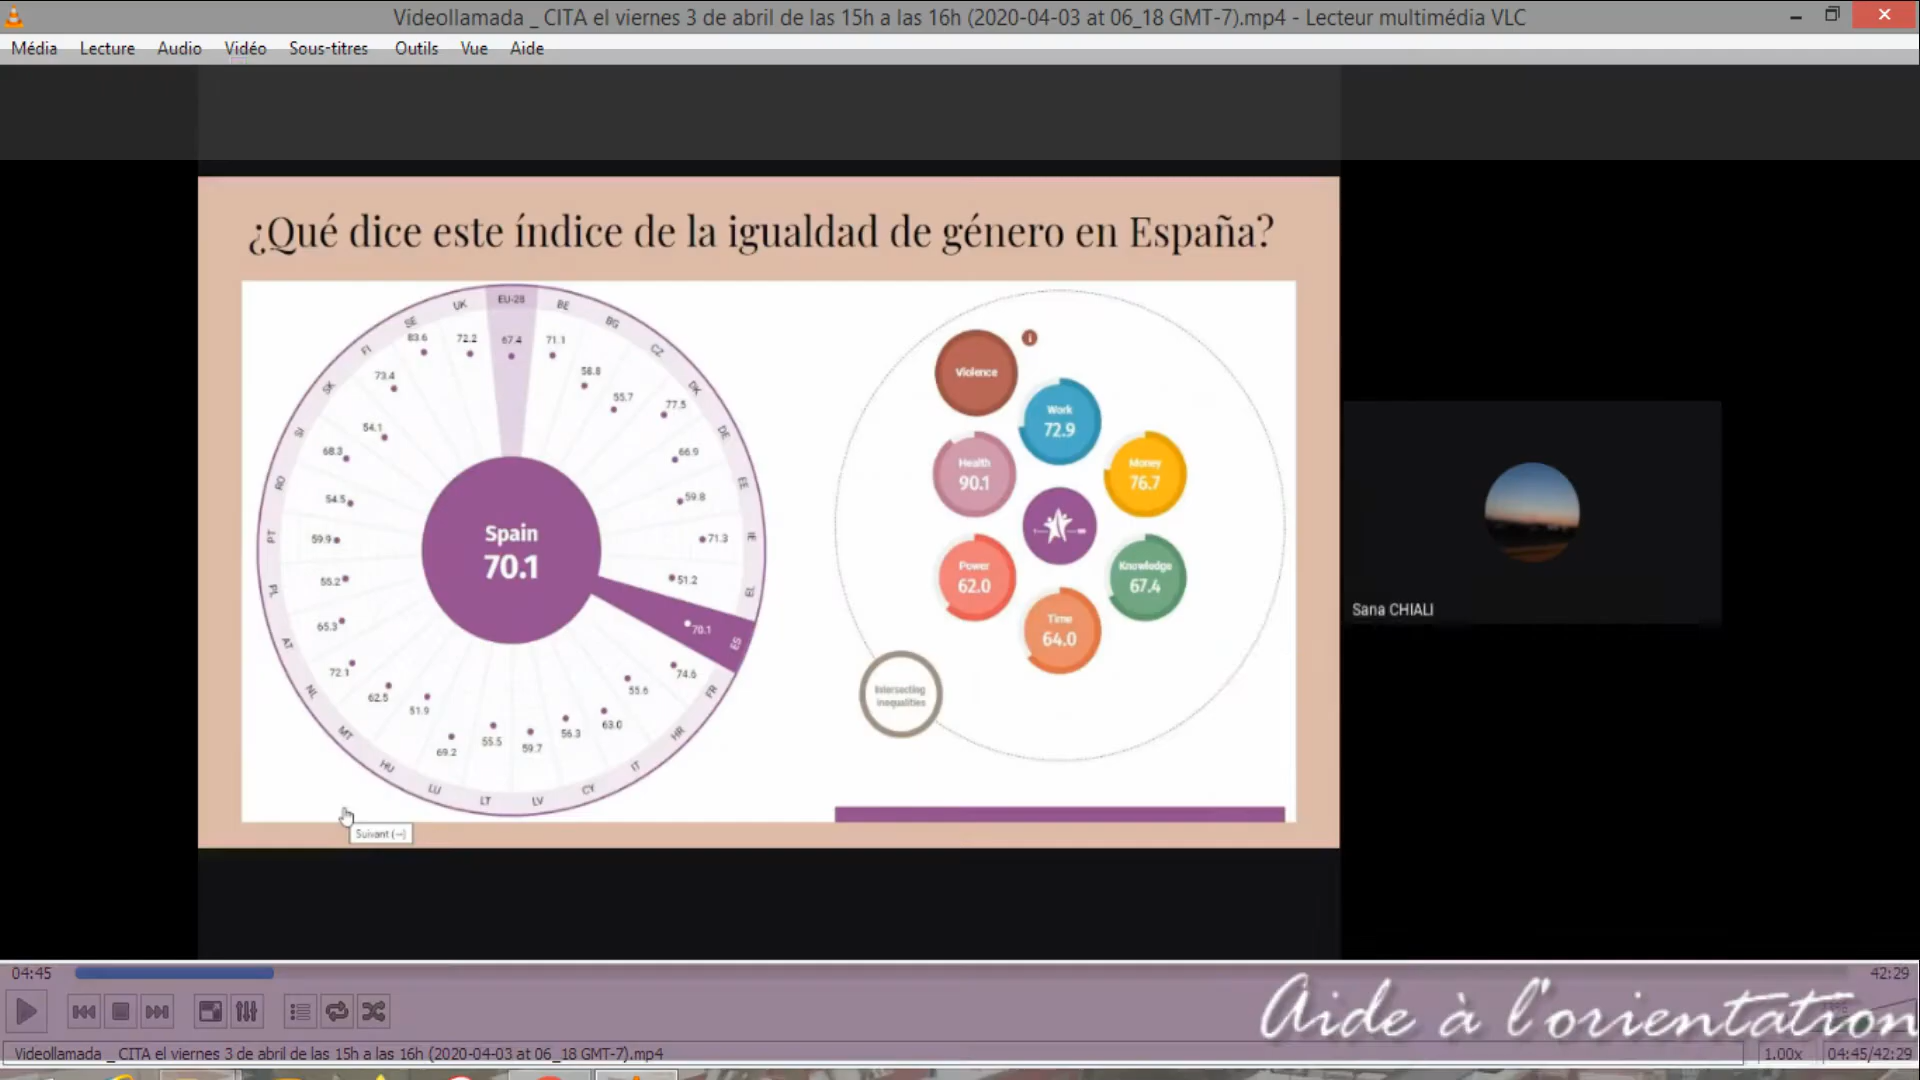 Videollamada _ CITA el viernes 3 de abril de las 15h a las 16h (2020-04-03 at 06_18 GMT-7).mp4 - Lecteur multimédia VLC
Média Lecture Audio Vidéo Sous-titres Outils Vue Aide
¿Qué dice este índice de la igualdad de género en España?
EU-28
67.4
BE
71.1
BG
58.8
CZ
55.7
DK
77.5
DE
66.9
EE
59.8
IE
71.3
EL
51.2
ES
70.1
FR
74.6
HR
55.6
IT
63.0
CY
56.3
LV
59.7
LT
55.5
LU
69.2
HU
51.9
MT
62.5
NL
72.1
AT
65.3
PL
55.2
PT
59.9
RO
54.5
SI
68.3
SK
54.1
FI
73.4
SE
83.6
UK
72.2
Spain
70.1
Violence
i
Work
72.9
Health
90.1
Money
76.7
Power
62.0
Knowledge
67.4
Time
64.0
Intersecting
inequalities
Suivant (→)
Sana CHIALI
04:45
42:29
Aide à l'orientation
Videollamada _ CITA el viernes 3 de abril de las 15h a las 16h (2020-04-03 at 06_18 GMT-7).mp4
1.00x
04:45/42:29